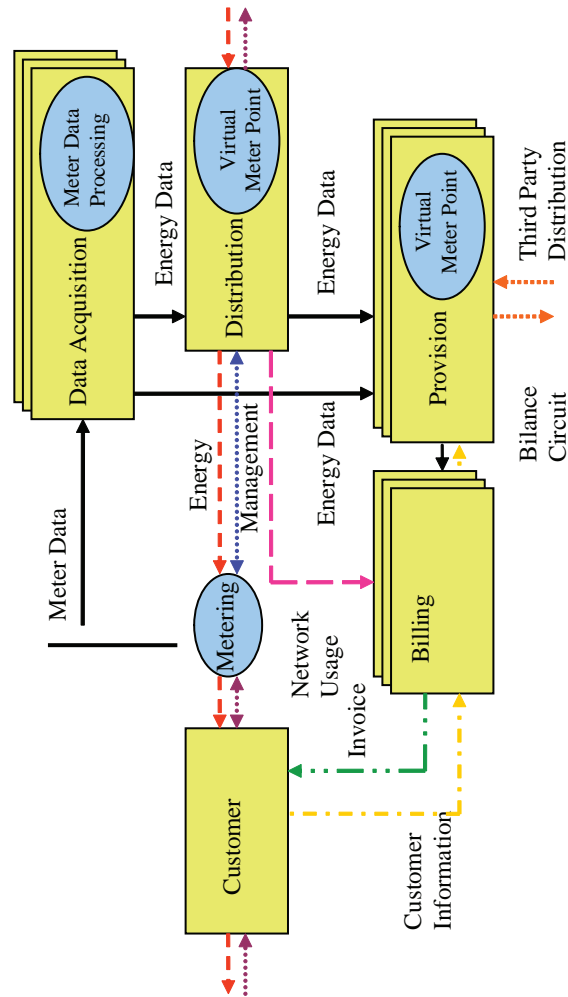 Meter Data
Data Acquisition
Meter Data
Processing
Energy Data
Customer
Metering
Energy
Management
Distribution
Virtual
Meter Point
Network
Usage
Invoice
Energy Data
Energy Data
Customer
Information
Billing
Provision
Virtual
Meter Point
Bilance
Circuit
Third Party
Distribution